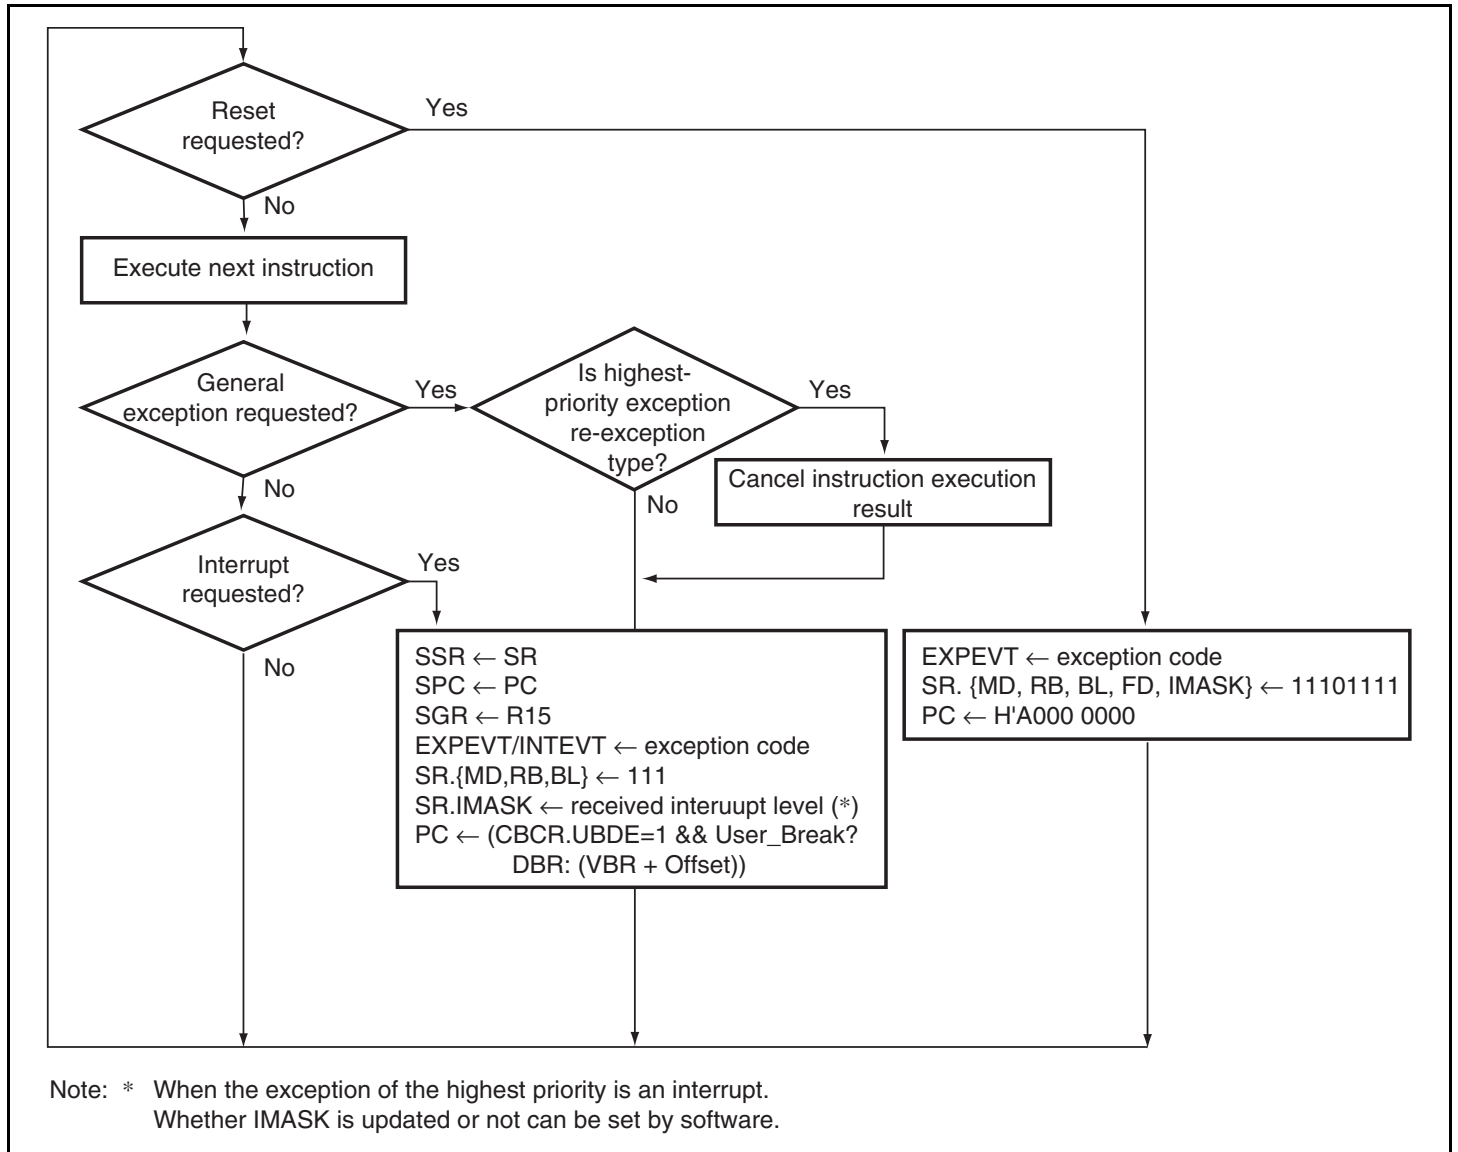 Reset
requested?
Yes
No
Execute next instruction
General
exception requested?
Yes
Is highest-
priority exception
re-exception
type?
Yes
No
Cancel instruction execution
result
No
Interrupt
requested?
Yes
No
SSR ← SR
SPC ← PC
SGR ← R15
EXPEVT/INTEVT ← exception code
SR.{MD,RB,BL} ← 111
SR.IMASK ← received interuupt level (*)
PC ← (CBCR.UBDE=1 && User_Break?
DBR: (VBR + Offset))
EXPEVT ← exception code
SR. {MD, RB, BL, FD, IMASK} ← 11101111
PC ← H'A000 0000
Note: * When the exception of the highest priority is an interrupt.
Whether IMASK is updated or not can be set by software.